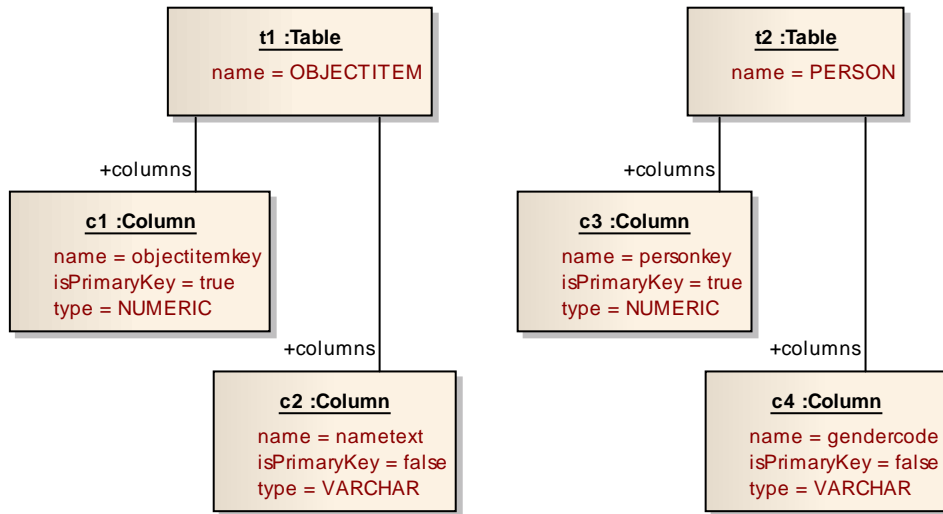 t1 :Table
name = OBJECTITEM
t2 :Table
name = PERSON
+columns
+columns
c1 :Column
name = objectitemkey
isPrimaryKey = true
type = NUMERIC
c3 :Column
name = personkey
isPrimaryKey = true
type = NUMERIC
+columns
+columns
c2 :Column
name = nametext
isPrimaryKey = false
type = VARCHAR
c4 :Column
name = gendercode
isPrimaryKey = false
type = VARCHAR